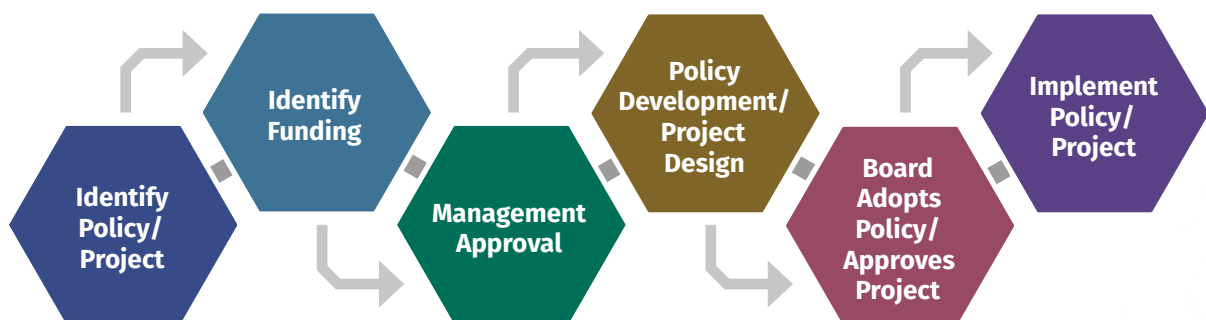 Identify
Policy/
Project
Identify
Funding
Management
Approval
Policy
Development/
Project
Design
Board
Adopts
Policy/
Approves
Project
Implement
Policy/
Project